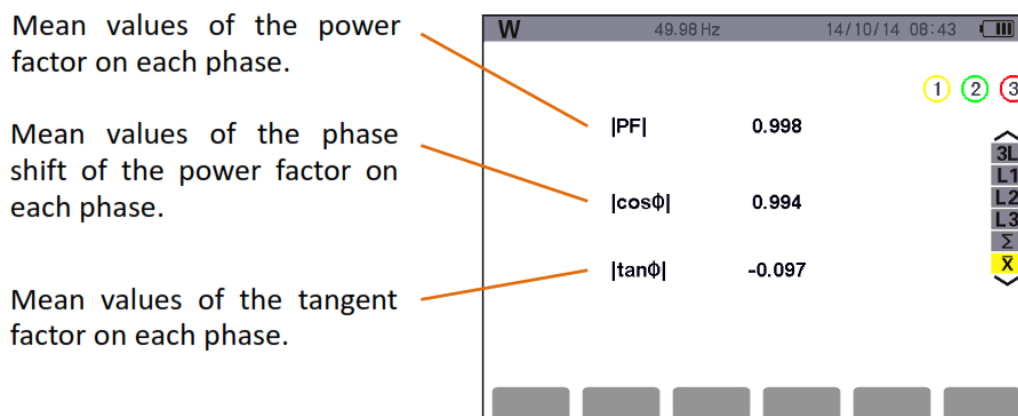 Mean values of the power
factor on each phase.
Mean values of the phase
shift of the power factor on
each phase.
Mean values of the tangent
factor on each phase.
W 49.98 Hz 14/10/14 08:43
1 2 3
|PF| 0.998
|cosΦ| 0.994
|tanΦ| -0.097
3L
L1
L2
L3
Σ
X̅